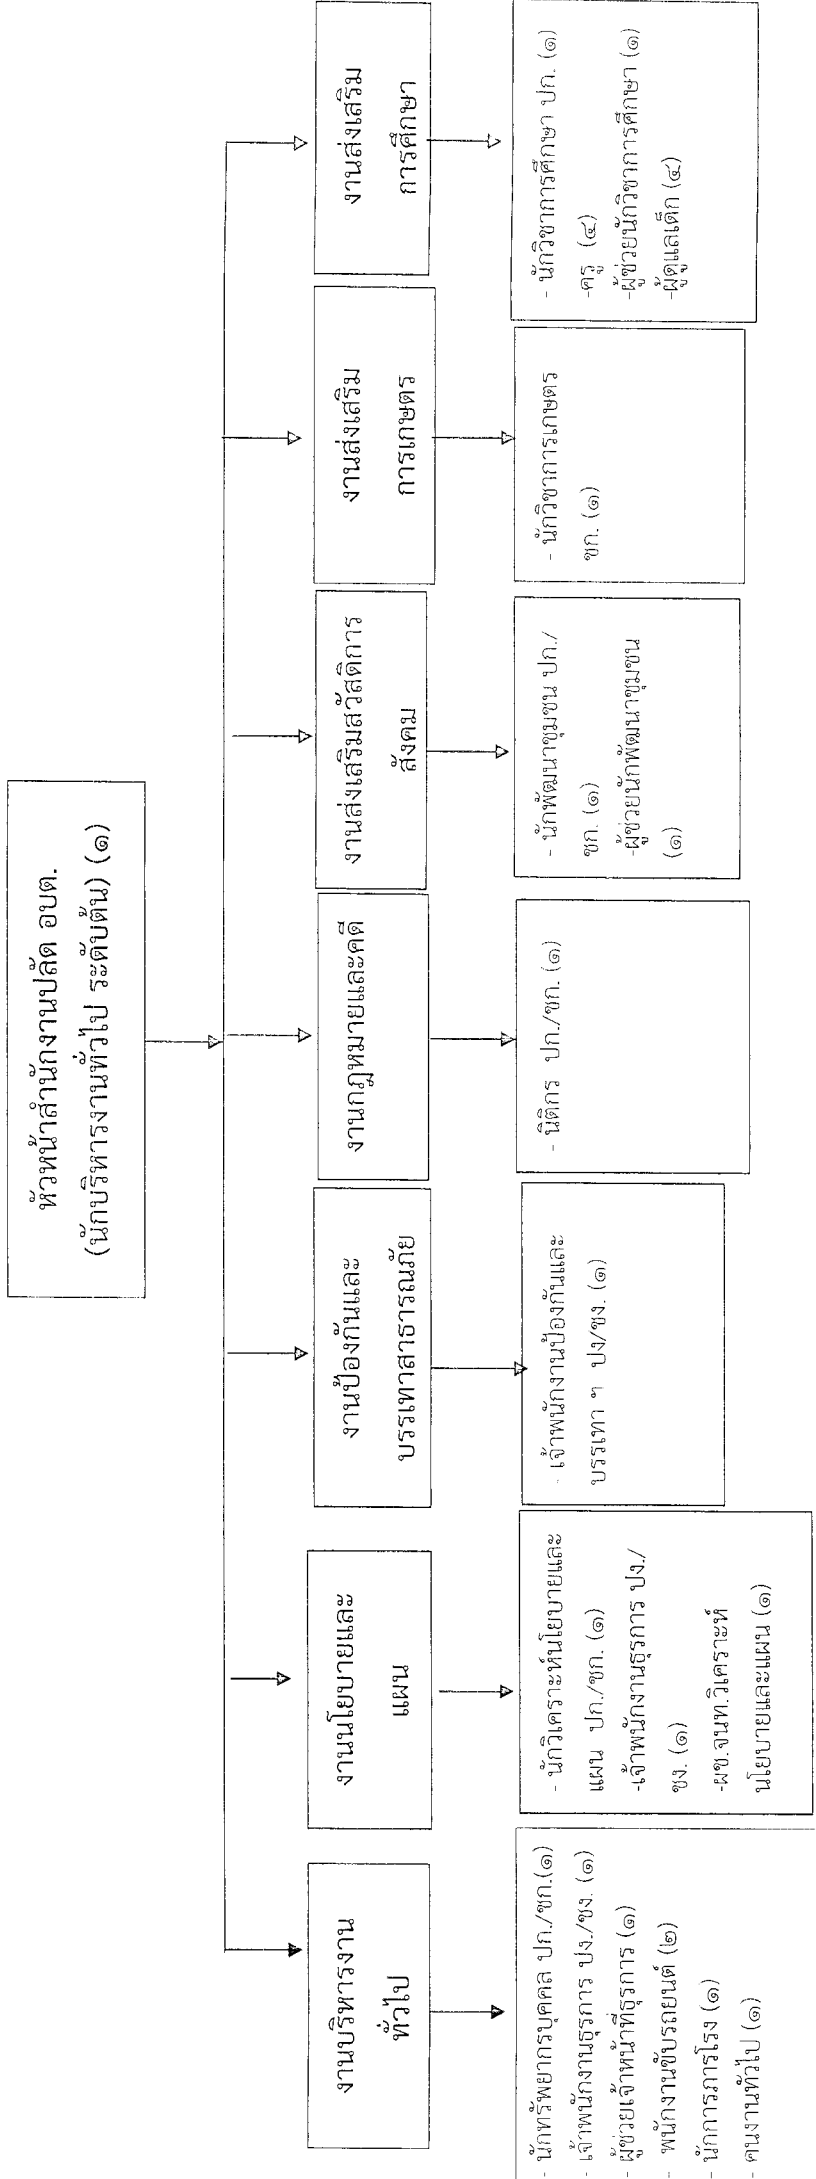 หัวหน้าสำนักงานปลัด อบต.
(นักบริหารงานทั่วไป ระดับต้น) (๑)
งานบริหารงาน
ทั่วไป
- นักทรัพยากรบุคคล ปก./ชก.(๑)
- เจ้าพนักงานธุรการ ปง./ชง. (๑)
- ผู้ช่วยเจ้าหน้าที่ธุรการ (๑)
- พนักงานขับรถยนต์ (๒)
- นักการภารโรง (๑)
- คนงานทั่วไป (๑)
งานนโยบายและ
แผน
- นักวิเคราะห์นโยบายและ
แผน ปก./ชก. (๑)
-เจ้าพนักงานธุรการ ปง./
ชง. (๑)
-ผช.จนท.วิเคราะห์
นโยบายและแผน (๑)
งานป้องกันและ
บรรเทาสาธารณภัย
- เจ้าพนักงานป้องกันและ
บรรเทา ฯ ปง/ชง. (๑)
งานกฎหมายและคดี
- นิติกร ปก./ชก. (๑)
งานส่งเสริมสวัสดิการ
สังคม
- นักพัฒนาชุมชน ปก./
ชก. (๑)
-ผู้ช่วยนักพัฒนาชุมชน
(๑)
งานส่งเสริม
การเกษตร
- นักวิชาการเกษตร
ชก. (๑)
งานส่งเสริม
การศึกษา
- นักวิชาการศึกษา ปก. (๑)
-ครู (๔)
-ผู้ช่วยนักวิชาการศึกษา (๑)
-ผู้ดูแลเด็ก (๔)